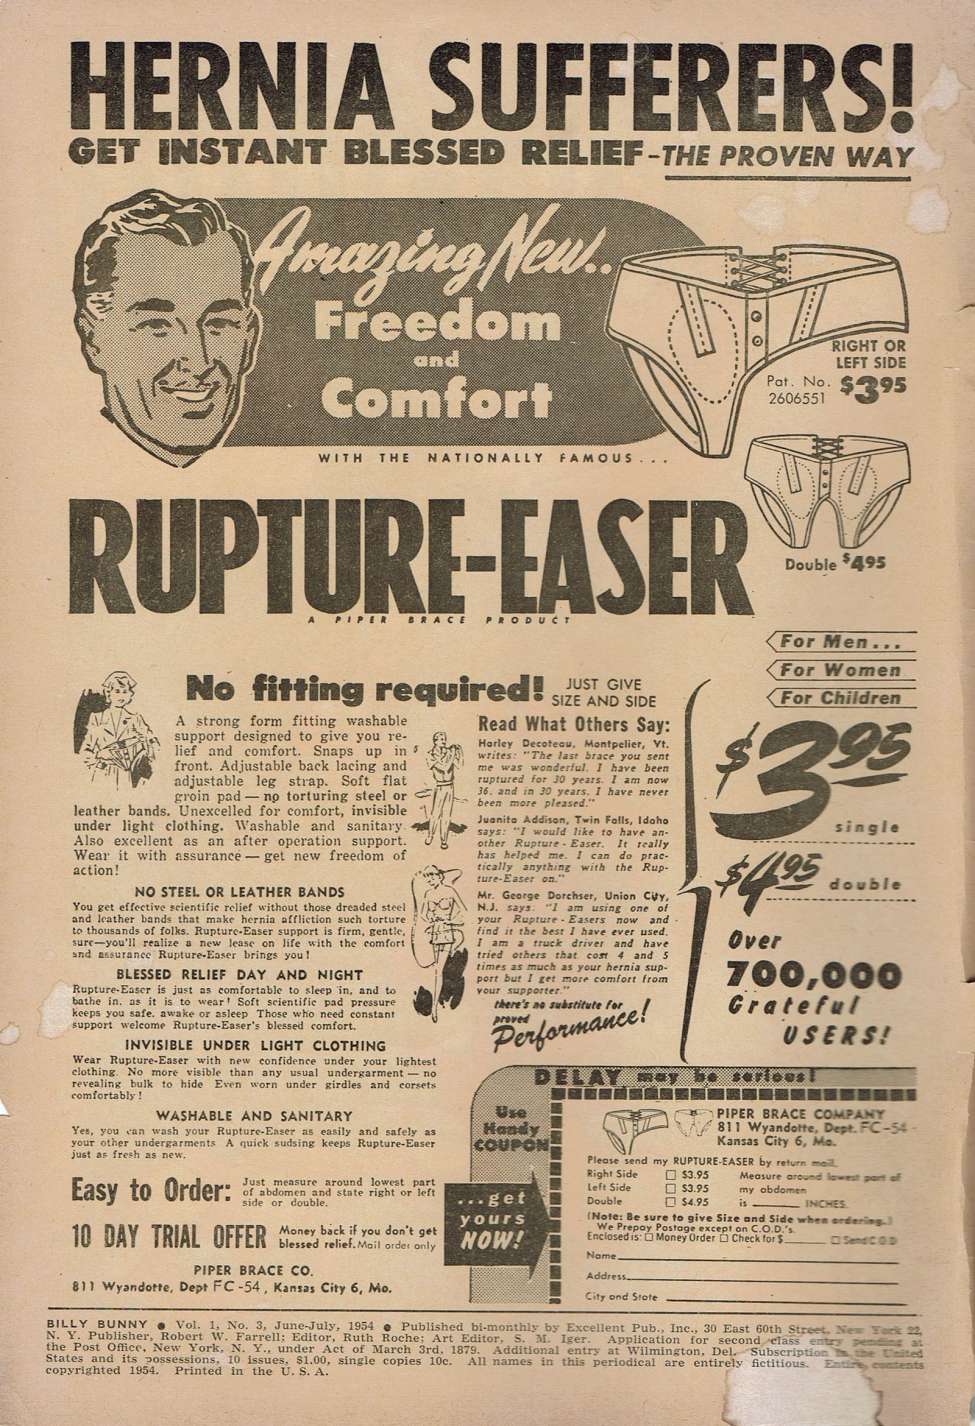 HERNIA SUFFERERS!
GET INSTANT BLESSED RELIEF-THE PROVEN WAY
Amazing New..
Freedom
and
Comfort
WITH THE NATIONALLY FAMOUS...
RIGHT OR
LEFT SIDE
Pat. No.
2606551
$3 95
Double $4 95
RUPTURE-EASER
A PIPER BRACE PRODUCT
For Men...
For Women
For Children
$3 95
single
$4 95 double
Over
700,000
Grateful
USERS!
No fitting required! JUST GIVE
SIZE AND SIDE
A strong form fitting washable
support designed to give you re-
lief and comfort. Snaps up in
front. Adjustable back lacing and
adjustable leg strap. Soft flat
groin pad — no torturing steel or
leather bands. Unexcelled for comfort, invisible
under light clothing. Washable and sanitary.
Also excellent as an after operation support.
Wear it with assurance — get new freedom of
action!
NO STEEL OR LEATHER BANDS
You get effective scientific relief without those dreaded steel
and leather bands that make hernia affliction such torture
to thousands of folks. Rupture-Easer support is firm, gentle,
sure—you'll realize a new lease on life with the comfort
and assurance Rupture-Easer brings you!
BLESSED RELIEF DAY AND NIGHT
Rupture-Easer is just as comfortable to sleep in, and to
bathe in, as it is to wear! Soft scientific pad pressure
keeps you safe, awake or asleep Those who need constant
support welcome Rupture-Easer's blessed comfort.
INVISIBLE UNDER LIGHT CLOTHING
Wear Rupture-Easer with new confidence under your lightest
clothing. No more visible than any usual undergarment — no
revealing bulk to hide Even worn under girdles and corsets
comfortably!
WASHABLE AND SANITARY
Yes, you can wash your Rupture-Easer as easily and safely as
your other undergarments A quick sudsing keeps Rupture-Easer
just as fresh as new.
Easy to Order: Just measure around lowest part
of abdomen and state right or left
side or double.
10 DAY TRIAL OFFER Money back if you don't get
blessed relief. Mail order only
PIPER BRACE CO.
811 Wyandotte, Dept FC-54, Kansas City 6, Mo.
Read What Others Say:
Harley Decoteau, Montpelier, Vt.
writes: "The last brace you sent
me was wonderful. I have been
ruptured for 30 years. I am now
36, and in 30 years. I have never
been more pleased."
Juanita Addison, Twin Falls, Idaho
says: "I would like to have an-
other Rupture-Easer. It really
has helped me. I can do prac-
tically anything with the Rup-
ture-Easer on."
Mr. George Dorchser, Union City,
N.J. says: "I am using one of
your Rupture-Easers now and
find it the best I have ever used.
I am a truck driver and have
tried others that cost 4 and 5
times as much as your hernia sup-
port but I get more comfort from
your supporter."
there's no substitute for
proved
Performance!
DELAY may be serious!
Use
Handy
COUPON
...get
yours
NOW!
PIPER BRACE COMPANY
811 Wyandotte, Dept. FC-54
Kansas City 6, Mo.
Please send my RUPTURE-EASER by return mail.
Right Side □ $3.95 Measure around lowest part of
Left Side □ $3.95 my abdomen
Double □ $4.95 is ______ INCHES.
(Note: Be sure to give Size and Side when ordering.)
We Prepay Postage except on C.O.D.'s.
Enclosed is: □ Money Order □ Check for $______ □ Send C O D
Name
Address
City and State
BILLY BUNNY ● Vol. 1, No. 3, June-July, 1954 ● Published bi-monthly by Excellent Pub., Inc., 30 East 60th Street, New York 22,
N. Y. Publisher, Robert W. Farrell; Editor, Ruth Roche; Art Editor, S. M. Iger. Application for second class entry pending at
the Post Office, New York, N. Y., under Act of March 3rd, 1879. Additional entry at Wilmington, Del. Subscription in the United
States and its possessions, 10 issues, $1.00, single copies 10c. All names in this periodical are entirely fictitious. Entire contents
copyrighted 1954. Printed in the U. S. A.